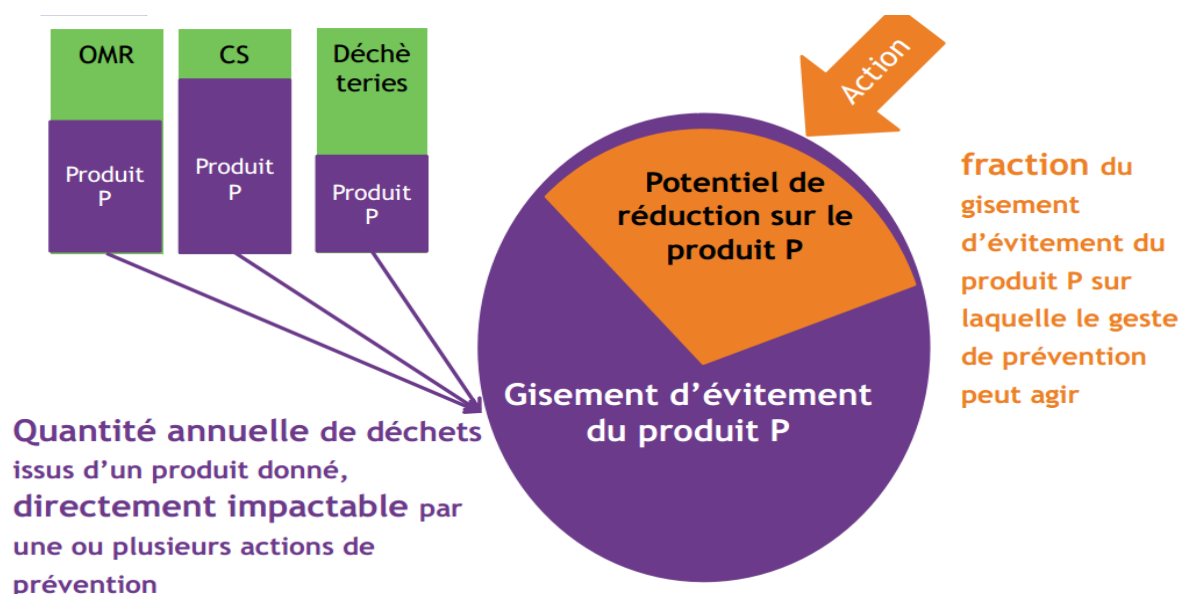 OMR
Produit
P
CS
Produit
P
Déchè
teries
Produit
P
Action
Potentiel de
réduction sur le
produit P
Gisement d’évitement
du produit P
fraction du
gisement
d’évitement du
produit P sur
laquelle le geste
de prévention
peut agir
Quantité annuelle de déchets
issus d’un produit donné,
directement impactable par
une ou plusieurs actions de
prévention